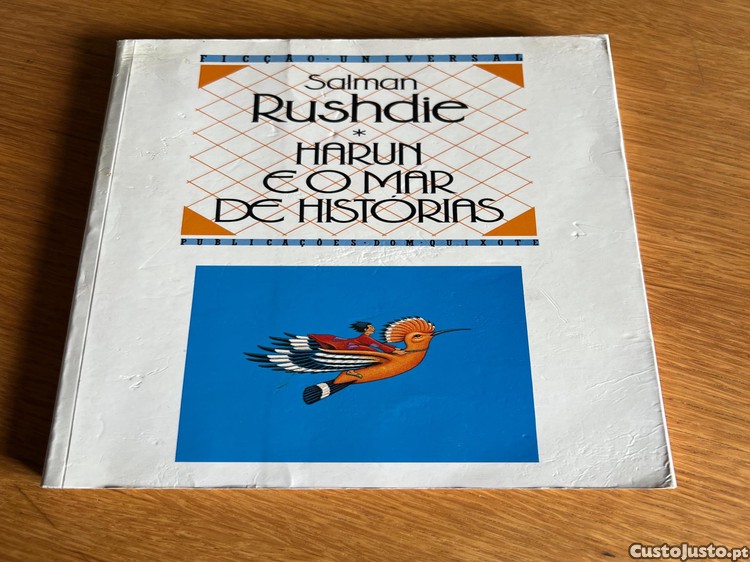 FICÇÃO·UNIVERSAL
Salman
Rushdie
*
HARUN
E O MAR
DE HISTÓRIAS
PUBLICAÇÕES·DOM·QUIXOTE
CustoJusto.pt